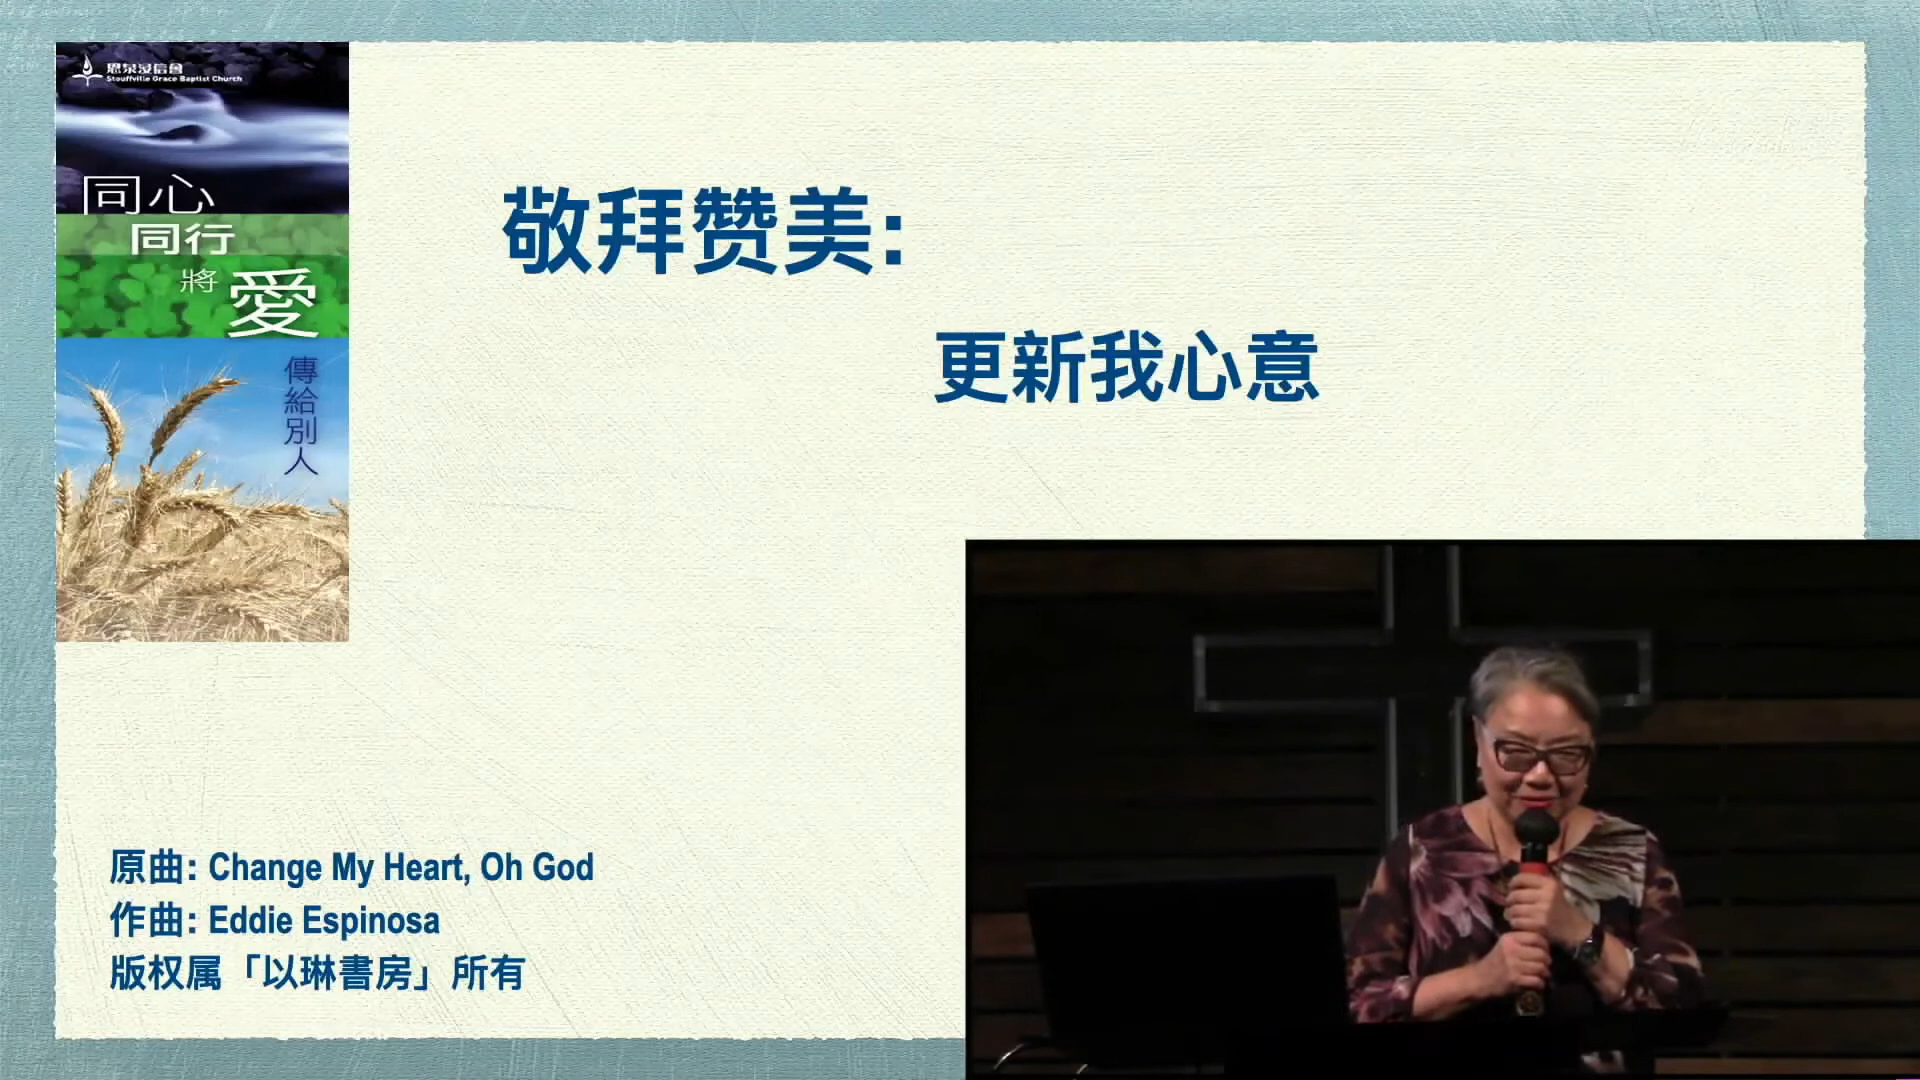 恩泉浸信會
Stouffville Grace Baptist Church
同心
同行
將愛
傳給別人
敬拜赞美:
更新我心意
原曲: Change My Heart, Oh God
作曲: Eddie Espinosa
版权属「以琳書房」所有